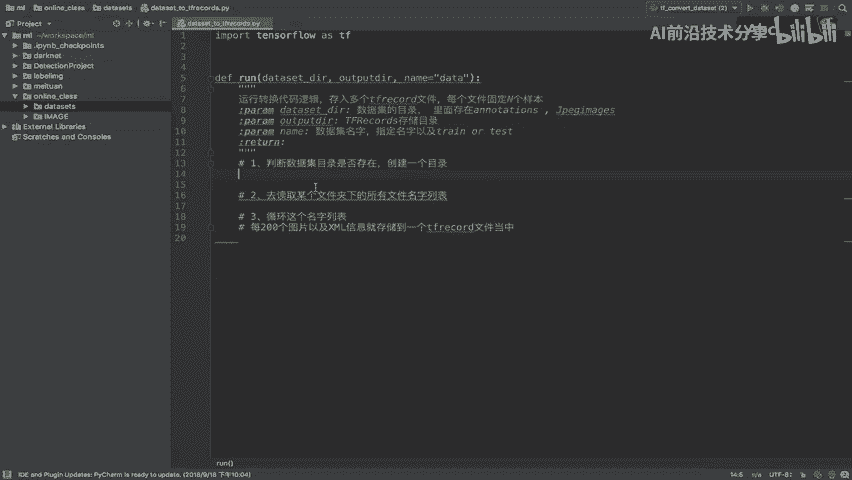 ml
online_class
datasets
dataset_to_tfrecords.py
tf_convert_dataset (2)
AI前沿技术分享
bilibili
Project
dataset_to_tfrecords.py
ml ~/workspace/ml
.ipynb_checkpoints
darknet
DetectionProject
labelimg
meituan
online_class
datasets
IMAGE
External Libraries
Scratches and Consoles
1 import tensorflow as tf
2
3
4
5 def run(dataset_dir, outputdir, name="data"):
6 """
7 运行转换代码逻辑，存入多个tfrecord文件，每个文件固定N个样本
8 :param dataset_dir: 数据集的目录， 里面存在annotations , Jpegimages
9 :param outputdir: TFRecords存储目录
10 :param name: 数据集名字，指定名字以及train or test
11 :return:
12 """
13 # 1、判断数据集目录是否存在，创建一个目录
14
15
16 # 2、去读取某个文件夹下的所有文件名字列表
17
18 # 3、循环这个名字列表
19 # 每200个图片以及XML信息就存储到一个tfrecord文件当中
20
run()
IDE and Plugin Updates: PyCharm is ready to update. (2018/9/18 下午10:04)
14:5 n/a UTF-8